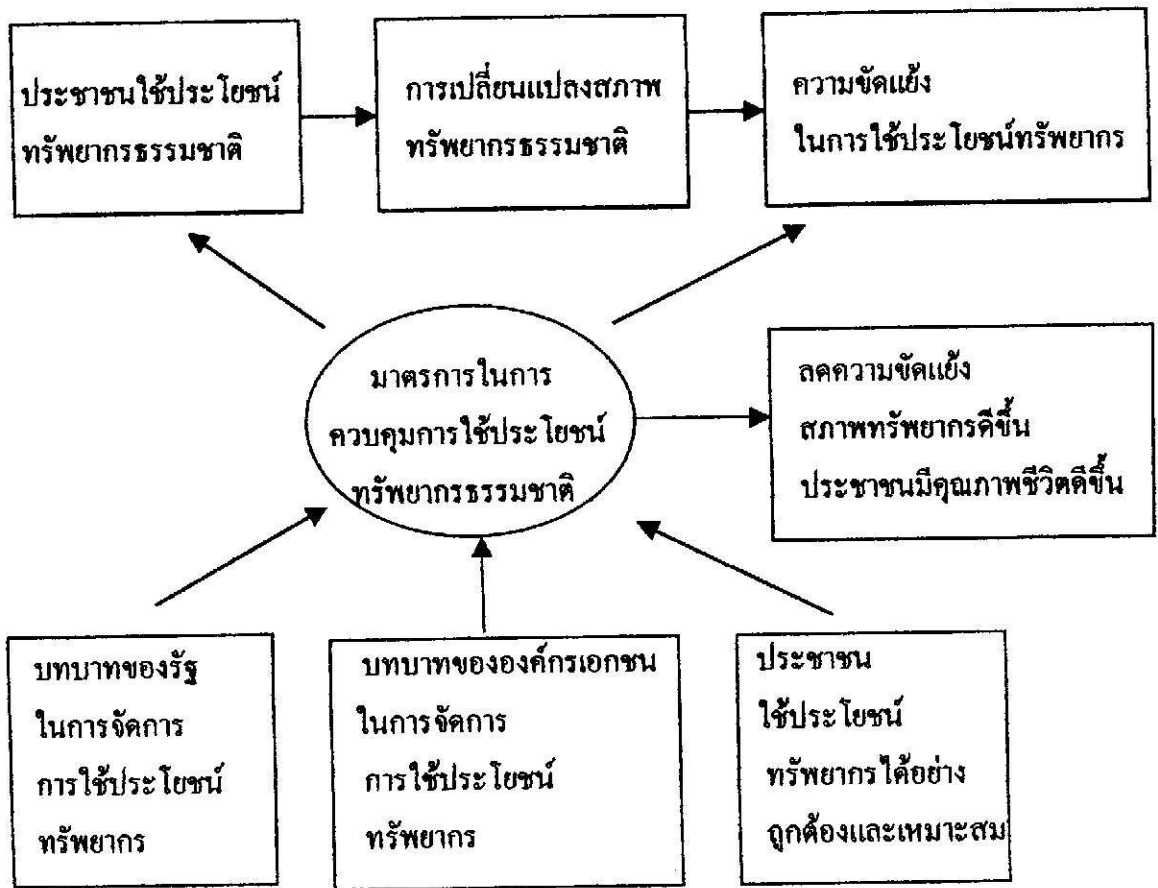 ประชาชนใช้ประโยชน์
ทรัพยากรธรรมชาติ
การเปลี่ยนแปลงสภาพ
ทรัพยากรธรรมชาติ
ความขัดแย้ง
ในการใช้ประโยชน์ทรัพยากร
มาตรการในการ
ควบคุมการใช้ประโยชน์
ทรัพยากรธรรมชาติ
ลดความขัดแย้ง
สภาพทรัพยากรดีขึ้น
ประชาชนมีคุณภาพชีวิตดีขึ้น
บทบาทของรัฐ
ในการจัดการ
การใช้ประโยชน์
ทรัพยากร
บทบาทขององค์กรเอกชน
ในการจัดการ
การใช้ประโยชน์
ทรัพยากร
ประชาชน
ใช้ประโยชน์
ทรัพยากรได้อย่าง
ถูกต้องและเหมาะสม